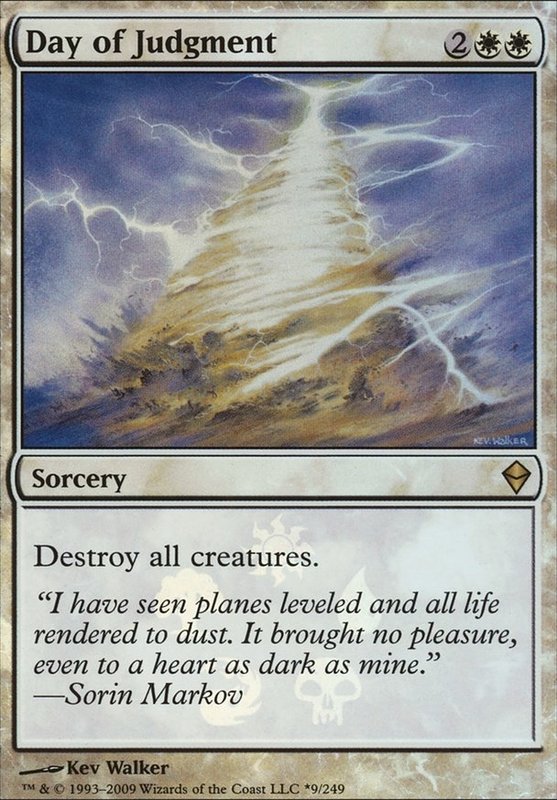 Day of Judgment 2
KEV. WALKER
Sorcery
Destroy all creatures.
“I have seen planes leveled and all life
rendered to dust. It brought no pleasure,
even to a heart as dark as mine.”
—Sorin Markov
Kev Walker
™ & © 1993–2009 Wizards of the Coast LLC *9/249